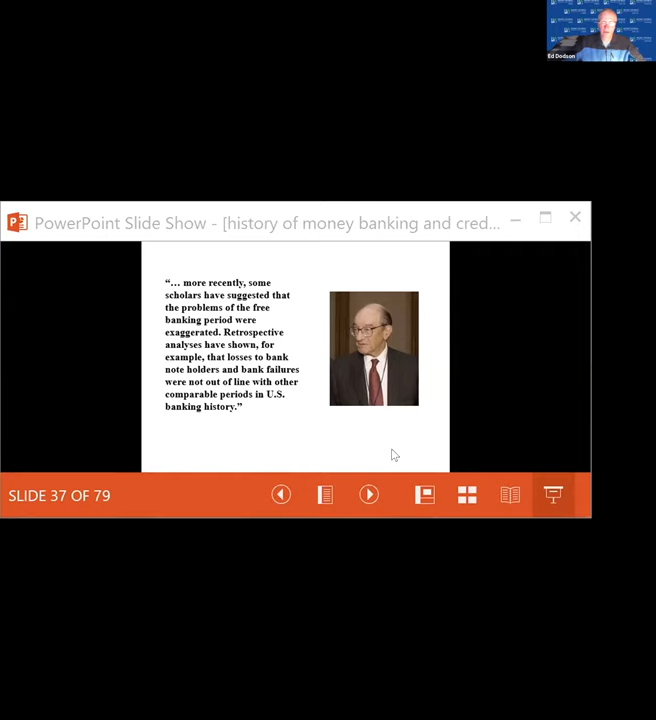 Ed Dodson
PowerPoint Slide Show - [history of money banking and cred...
“… more recently, some
scholars have suggested that
the problems of the free
banking period were
exaggerated. Retrospective
analyses have shown, for
example, that losses to bank
note holders and bank failures
were not out of line with other
comparable periods in U.S.
banking history.”
SLIDE 37 OF 79